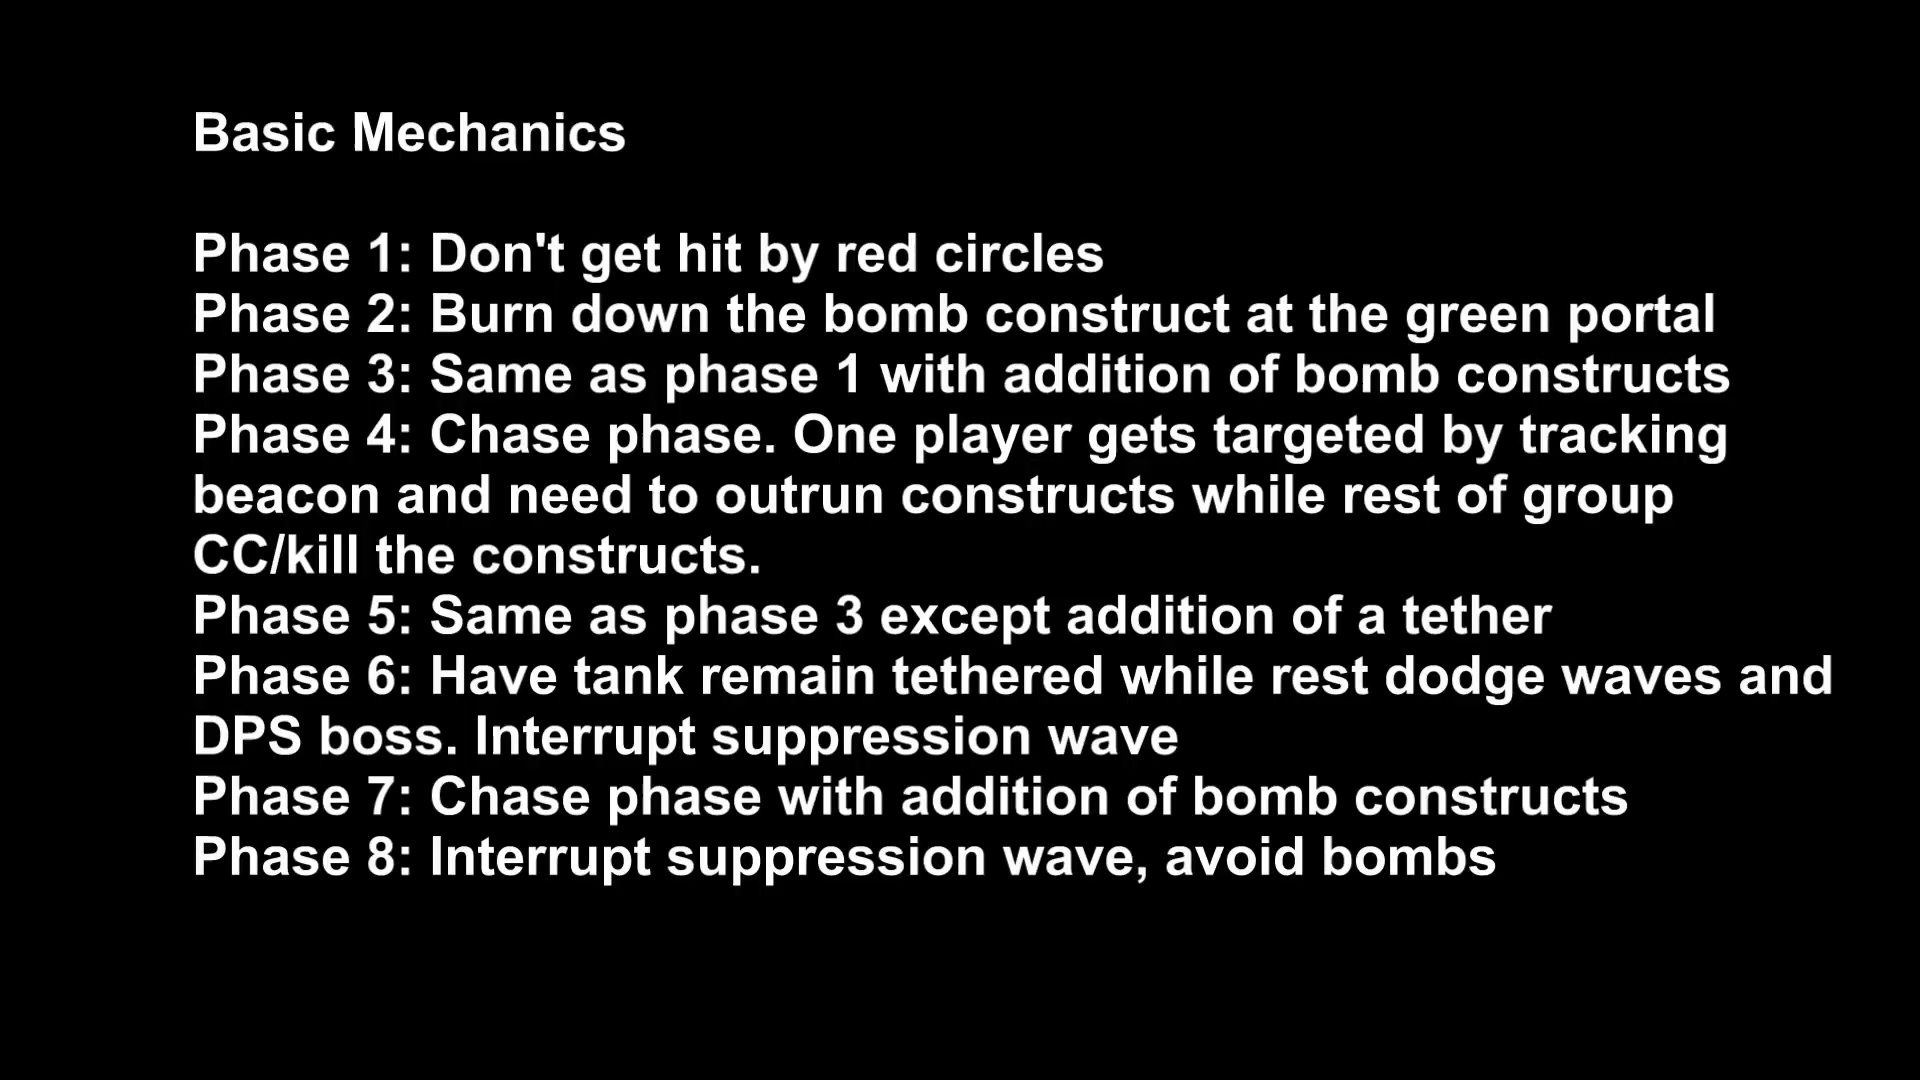 Basic Mechanics
Phase 1: Don't get hit by red circles
Phase 2: Burn down the bomb construct at the green portal
Phase 3: Same as phase 1 with addition of bomb constructs
Phase 4: Chase phase. One player gets targeted by tracking
beacon and need to outrun constructs while rest of group
CC/kill the constructs.
Phase 5: Same as phase 3 except addition of a tether
Phase 6: Have tank remain tethered while rest dodge waves and
DPS boss. Interrupt suppression wave
Phase 7: Chase phase with addition of bomb constructs
Phase 8: Interrupt suppression wave, avoid bombs